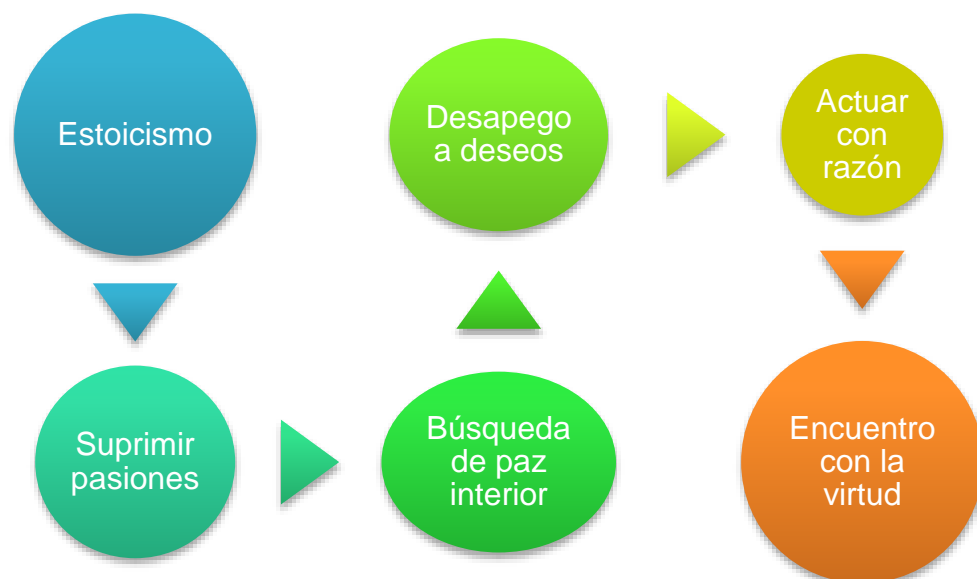 Estoicismo
Suprimir
pasiones
Búsqueda
de paz
interior
Desapego
a deseos
Actuar
con
razón
Encuentro
con la
virtud